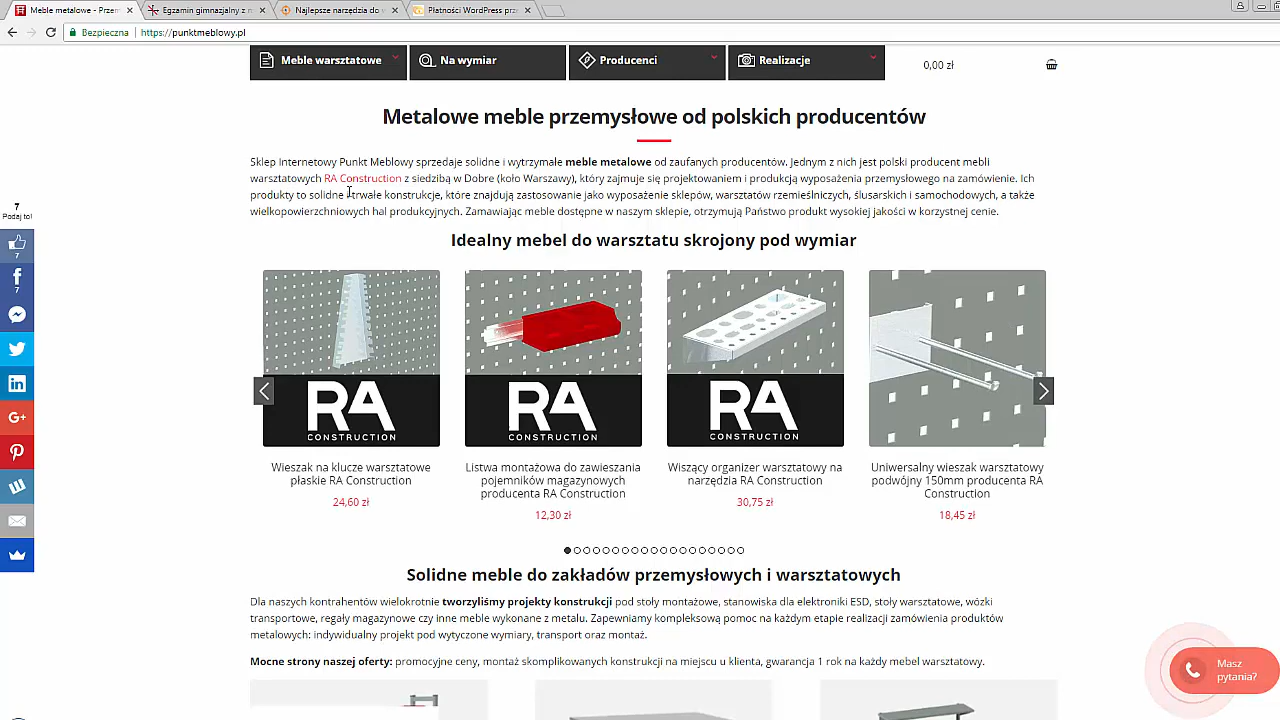 Meble metalowe - Przem
Egzamin gimnazjalny z m
Najlepsze narzędzia do w
Płatności WordPress prze
Bezpieczna
https://punktmeblowy.pl
Meble warsztatowe
Na wymiar
Producenci
Realizacje
0,00 zł
Metalowe meble przemysłowe od polskich producentów
Sklep internetowy Punkt Meblowy sprzedaje solidne i wytrzymałe meble metalowe od zaufanych producentów. Jednym z nich jest polski producent mebli
warsztatowych RA Construction z siedzibą w Dobre (koło Warszawy), który zajmuje się projektowaniem i produkcją wyposażenia przemysłowego na zamówienie. Ich
produkty to solidne i trwałe konstrukcje, które znajdują zastosowanie jako wyposażenie sklepów, warsztatów rzemieślniczych, ślusarskich i samochodowych, a także
wielkopowierzchniowych hal produkcyjnych. Zamawiając meble dostępne w naszym sklepie, otrzymują Państwo produkt wysokiej jakości w korzystnej cenie.
7
Podaj to!
7
7
Idealny mebel do warsztatu skrojony pod wymiar
RA
CONSTRUCTION
RA
CONSTRUCTION
RA
CONSTRUCTION
Wieszak na klucze warsztatowe
płaskie RA Construction
24,60 zł
Listwa montażowa do zawieszania
pojemników magazynowych
producenta RA Construction
12,30 zł
Wiszący organizer warsztatowy na
narzędzia RA Construction
30,75 zł
Uniwersalny wieszak warsztatowy
podwójny 150mm producenta RA
Construction
18,45 zł
Solidne meble do zakładów przemysłowych i warsztatowych
Dla naszych kontrahentów wielokrotnie tworzyliśmy projekty konstrukcji pod stoły montażowe, stanowiska dla elektroniki ESD, stoły warsztatowe, wózki
transportowe, regały magazynowe czy inne meble wykonane z metalu. Zapewniamy kompleksową pomoc na każdym etapie realizacji zamówienia produktów
metalowych: indywidualny projekt pod wytyczone wymiary, transport oraz montaż.
Mocne strony naszej oferty: promocyjne ceny, montaż skomplikowanych konstrukcji na miejscu u klienta, gwarancja 1 rok na każdy mebel warsztatowy.
Masz
pytania?